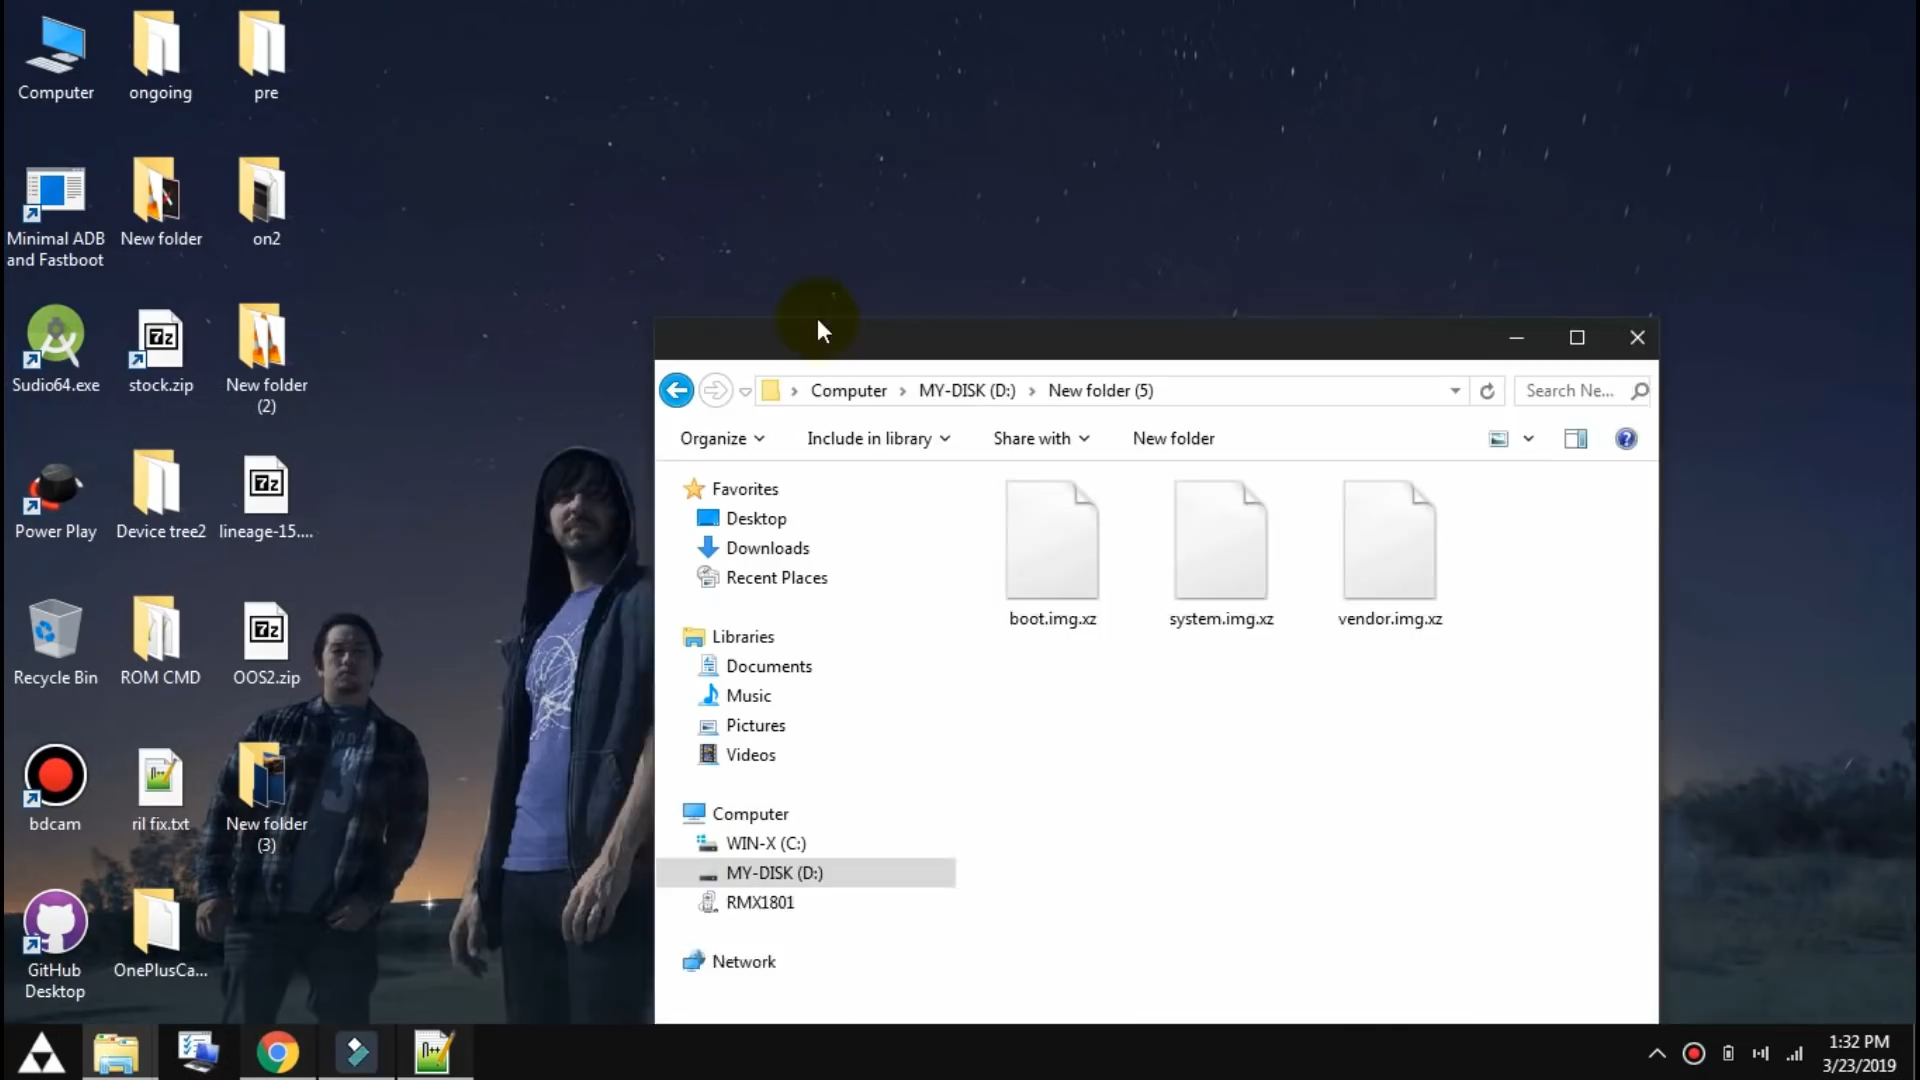 Computer
ongoing
pre
Minimal ADB
and Fastboot
New folder
on2
Sudio64.exe
stock.zip
New folder
(2)
Power Play
Device tree2
lineage-15....
Recycle Bin
ROM CMD
OOS2.zip
bdcam
ril fix.txt
New folder
(3)
GitHub
Desktop
OnePlusCa...
Computer
MY-DISK (D:)
New folder (5)
Search Ne...
Organize
Include in library
Share with
New folder
Favorites
Desktop
Downloads
Recent Places
Libraries
Documents
Music
Pictures
Videos
Computer
WIN-X (C:)
MY-DISK (D:)
RMX1801
Network
boot.img.xz
system.img.xz
vendor.img.xz
1:32 PM
3/23/2019